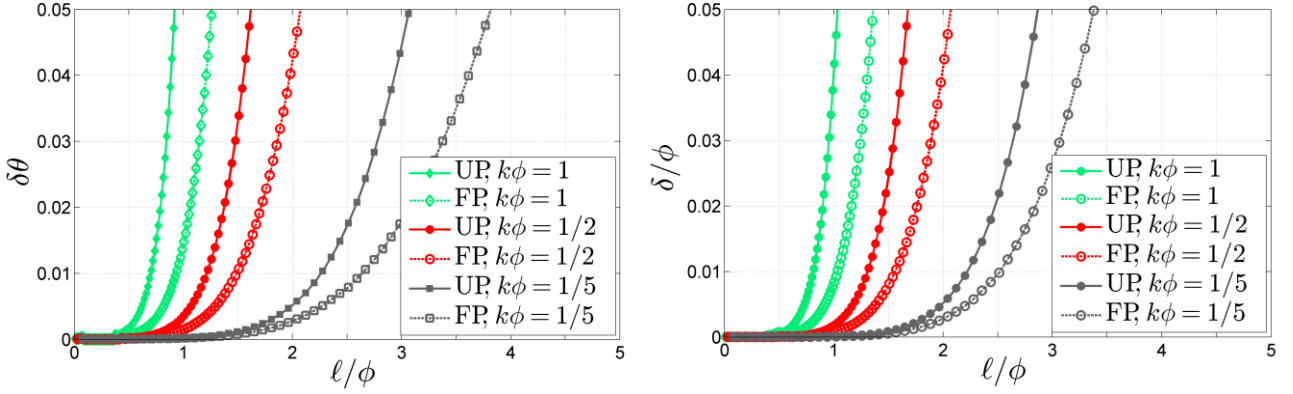 0.05
0.04
0.03
0.02
0.01
0
δθ
0 1 2 3 4 5
ℓ/ϕ
UP, kϕ = 1
FP, kϕ = 1
UP, kϕ = 1/2
FP, kϕ = 1/2
UP, kϕ = 1/5
FP, kϕ = 1/5
0.05
0.04
0.03
0.02
0.01
0
δ/ϕ
0 1 2 3 4 5
ℓ/ϕ
UP, kϕ = 1
FP, kϕ = 1
UP, kϕ = 1/2
FP, kϕ = 1/2
UP, kϕ = 1/5
FP, kϕ = 1/5